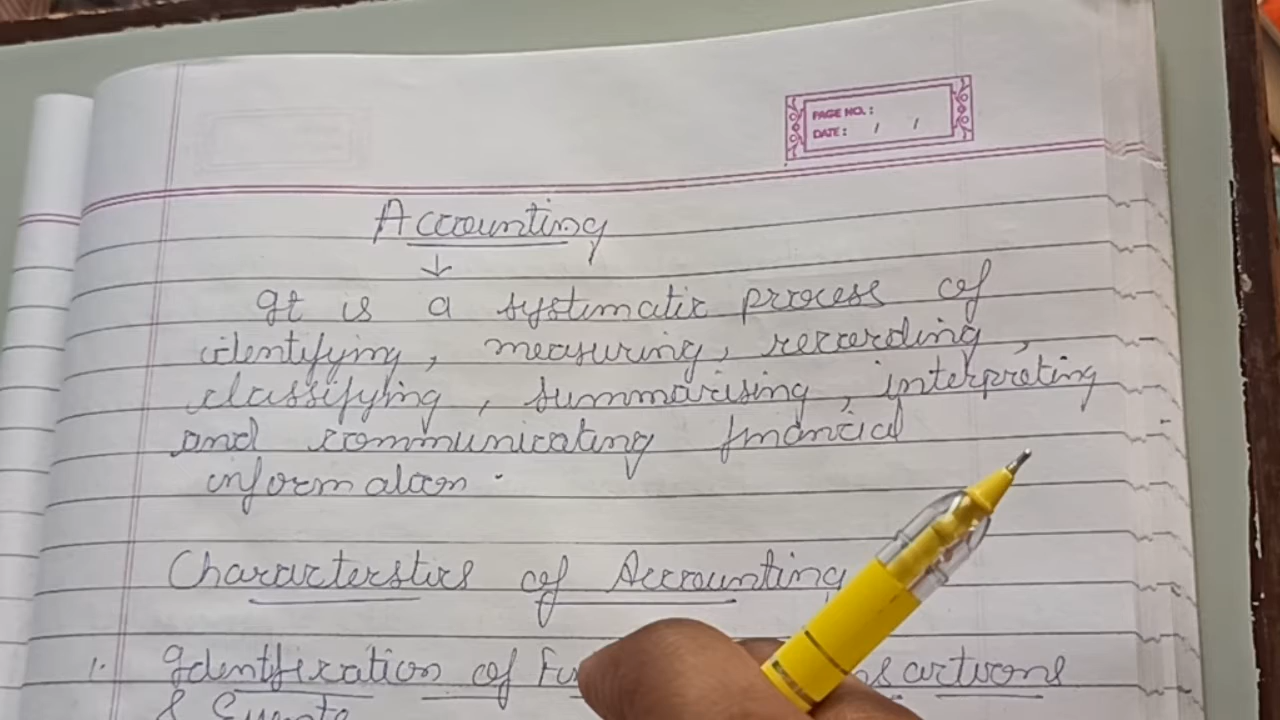 PAGE NO.:
DATE: / /
Accounting
↓
It is a systematic process of
identifying, measuring, recording,
classifying, summarising, interpreting
and communicating financial
information.
Characterstics of Accounting
1. Identification of
& Events